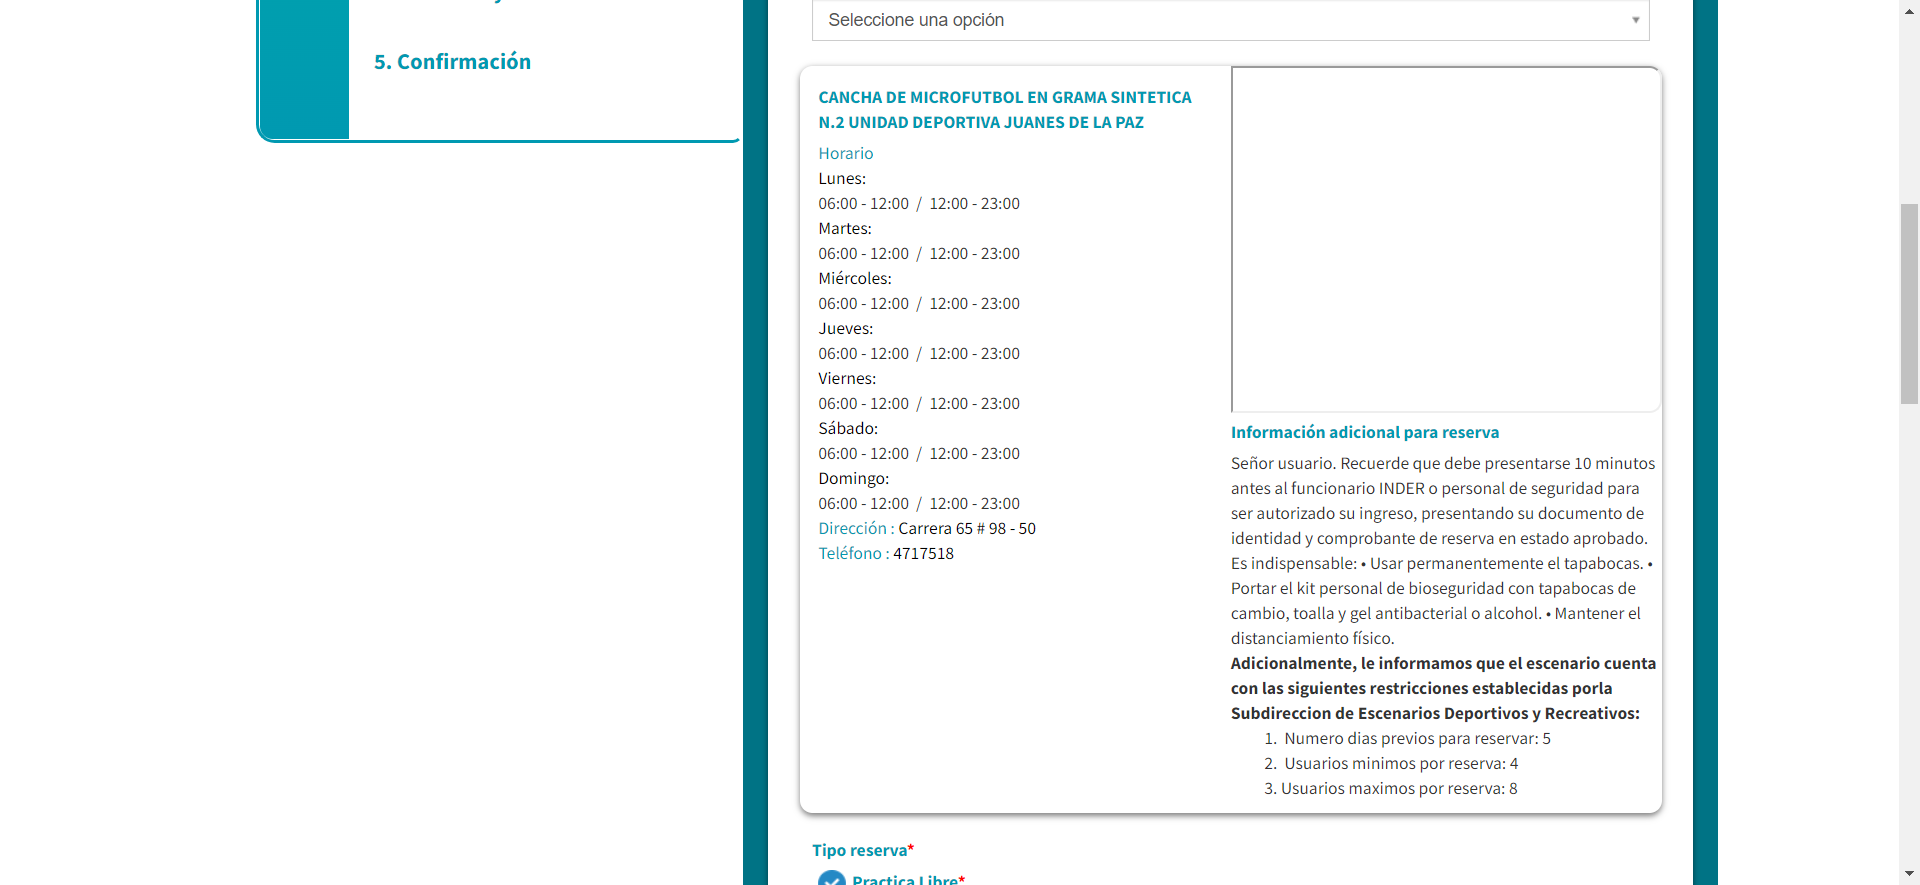 5. Confirmación
Seleccione una opción
CANCHA DE MICROFUTBOL EN GRAMA SINTETICA
N.2 UNIDAD DEPORTIVA JUANES DE LA PAZ
Horario
Lunes:
06:00 - 12:00 / 12:00 - 23:00
Martes:
06:00 - 12:00 / 12:00 - 23:00
Miércoles:
06:00 - 12:00 / 12:00 - 23:00
Jueves:
06:00 - 12:00 / 12:00 - 23:00
Viernes:
06:00 - 12:00 / 12:00 - 23:00
Sábado:
06:00 - 12:00 / 12:00 - 23:00
Domingo:
06:00 - 12:00 / 12:00 - 23:00
Dirección : Carrera 65 # 98 - 50
Teléfono : 4717518
Información adicional para reserva
Señor usuario. Recuerde que debe presentarse 10 minutos
antes al funcionario INDER o personal de seguridad para
ser autorizado su ingreso, presentando su documento de
identidad y comprobante de reserva en estado aprobado.
Es indispensable: • Usar permanentemente el tapabocas. •
Portar el kit personal de bioseguridad con tapabocas de
cambio, toalla y gel antibacterial o alcohol. • Mantener el
distanciamiento físico.
Adicionalmente, le informamos que el escenario cuenta
con las siguientes restricciones establecidas porla
Subdireccion de Escenarios Deportivos y Recreativos:
1. Numero dias previos para reservar: 5
2. Usuarios minimos por reserva: 4
3. Usuarios maximos por reserva: 8
Tipo reserva*
Practica Libre*